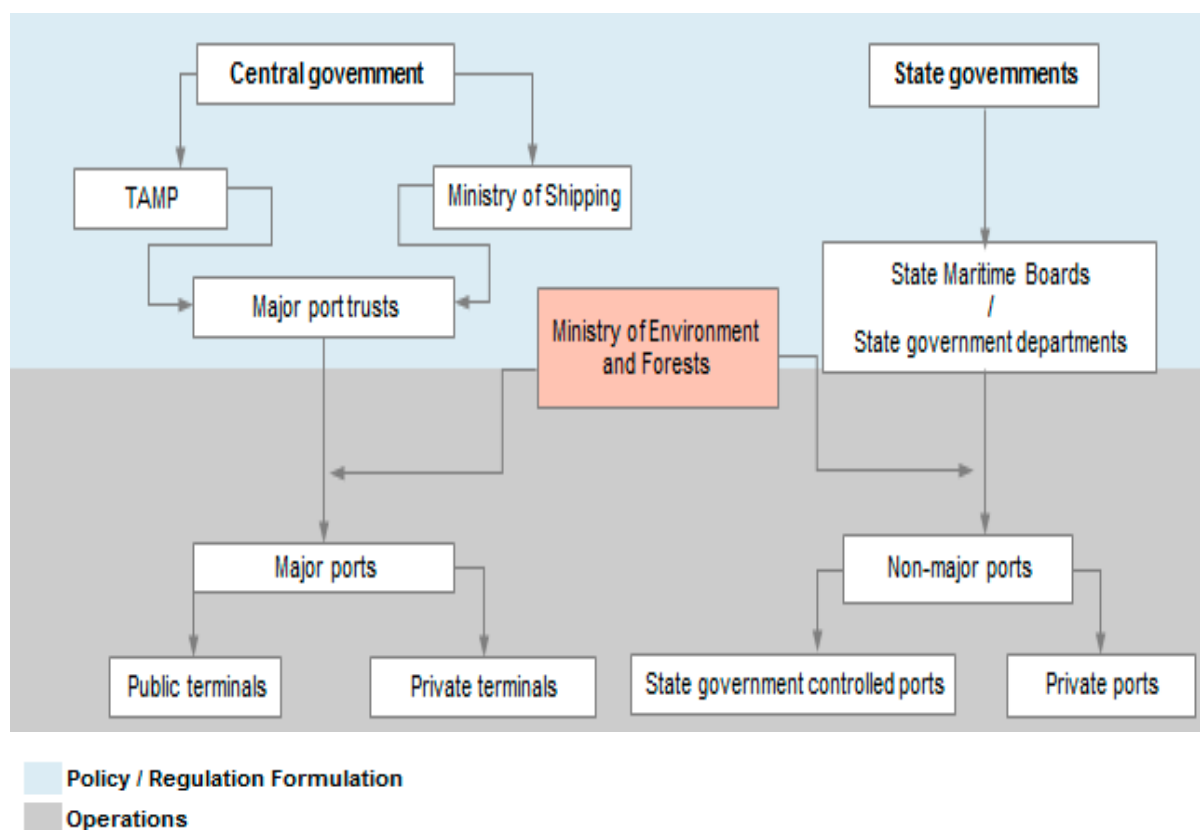 Central government
State governments
TAMP
Ministry of Shipping
State Maritime Boards
/
State government departments
Major port trusts
Ministry of Environment
and Forests
Major ports
Non-major ports
Public terminals
Private terminals
State government controlled ports
Private ports
Policy / Regulation Formulation
Operations